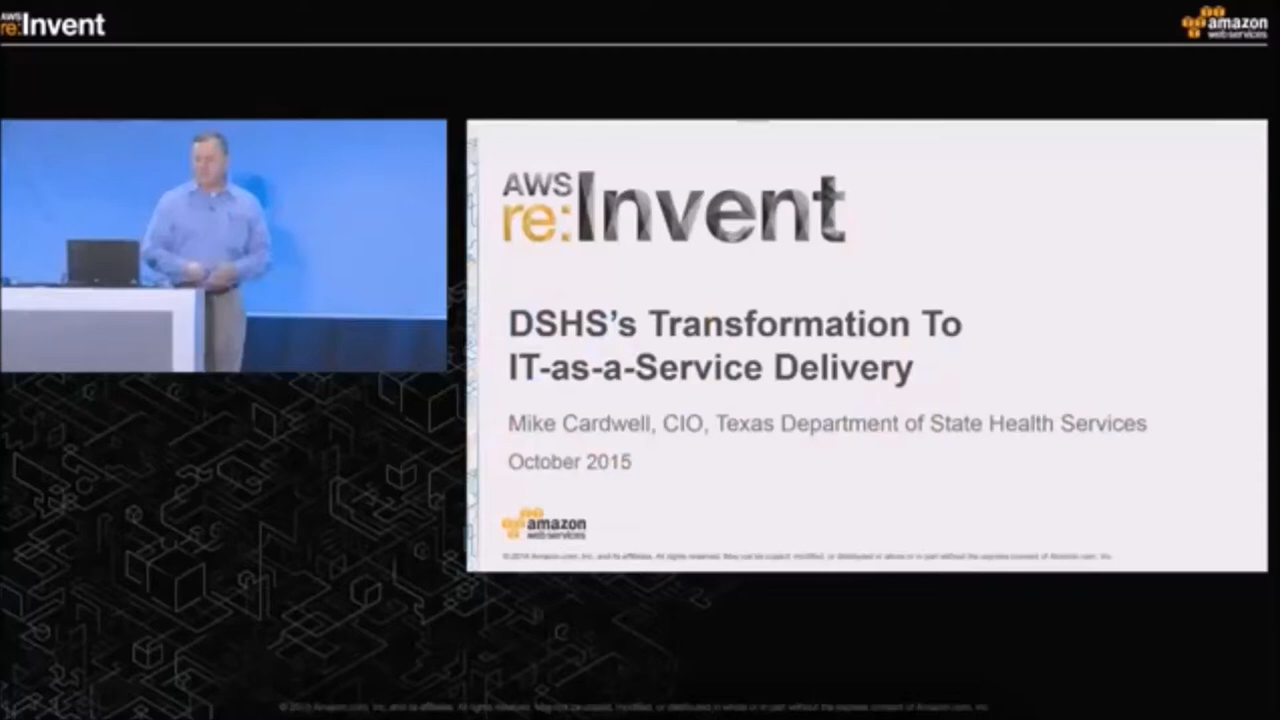 AWS
re:Invent
amazon
web services
AWS
re:Invent
DSHS's Transformation To
IT-as-a-Service Delivery
Mike Cardwell, CIO, Texas Department of State Health Services
October 2015
amazon
web services